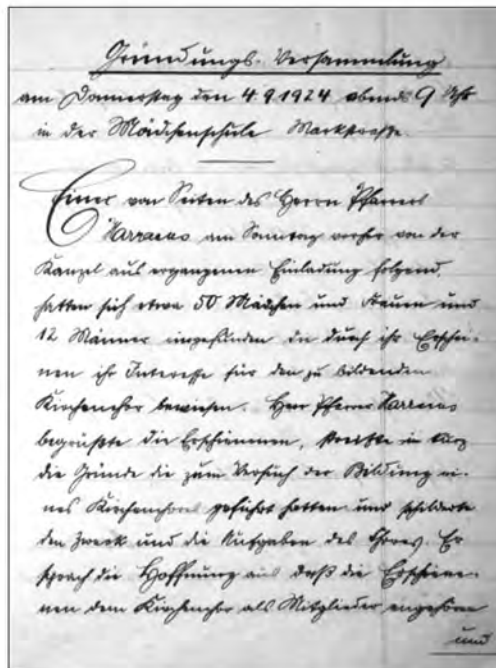 Gründungs-Versammlung
am Donnerstag den 4.9.1924 abends 9 Uhr
in der Mädchenschule Marktstrasse.
Einer von Seiten des Herrn Pfarrers
Harraeus am Sonntag vorher von der
Kanzel aus ergangenen Einladung folgend,
hatten sich etwa 50 Mädchen und Frauen und
12 Männer eingefunden die durch ihr Erschei-
nen ihr Interesse für den zu bildenden
Kirchenchor bewiesen. Herr Pfarrer Harraeus
begrüßte die Erschienenen, streifte in kurz
die Gründe die zum Versuch der Bildung ei-
nes Kirchenchores geführt hatten und schilderte
den Zweck und die Aufgaben des Chores. Er
sprach die Hoffnung aus daß die Erschiene-
nen dem Kirchenchor als Mitglieder angehören
und